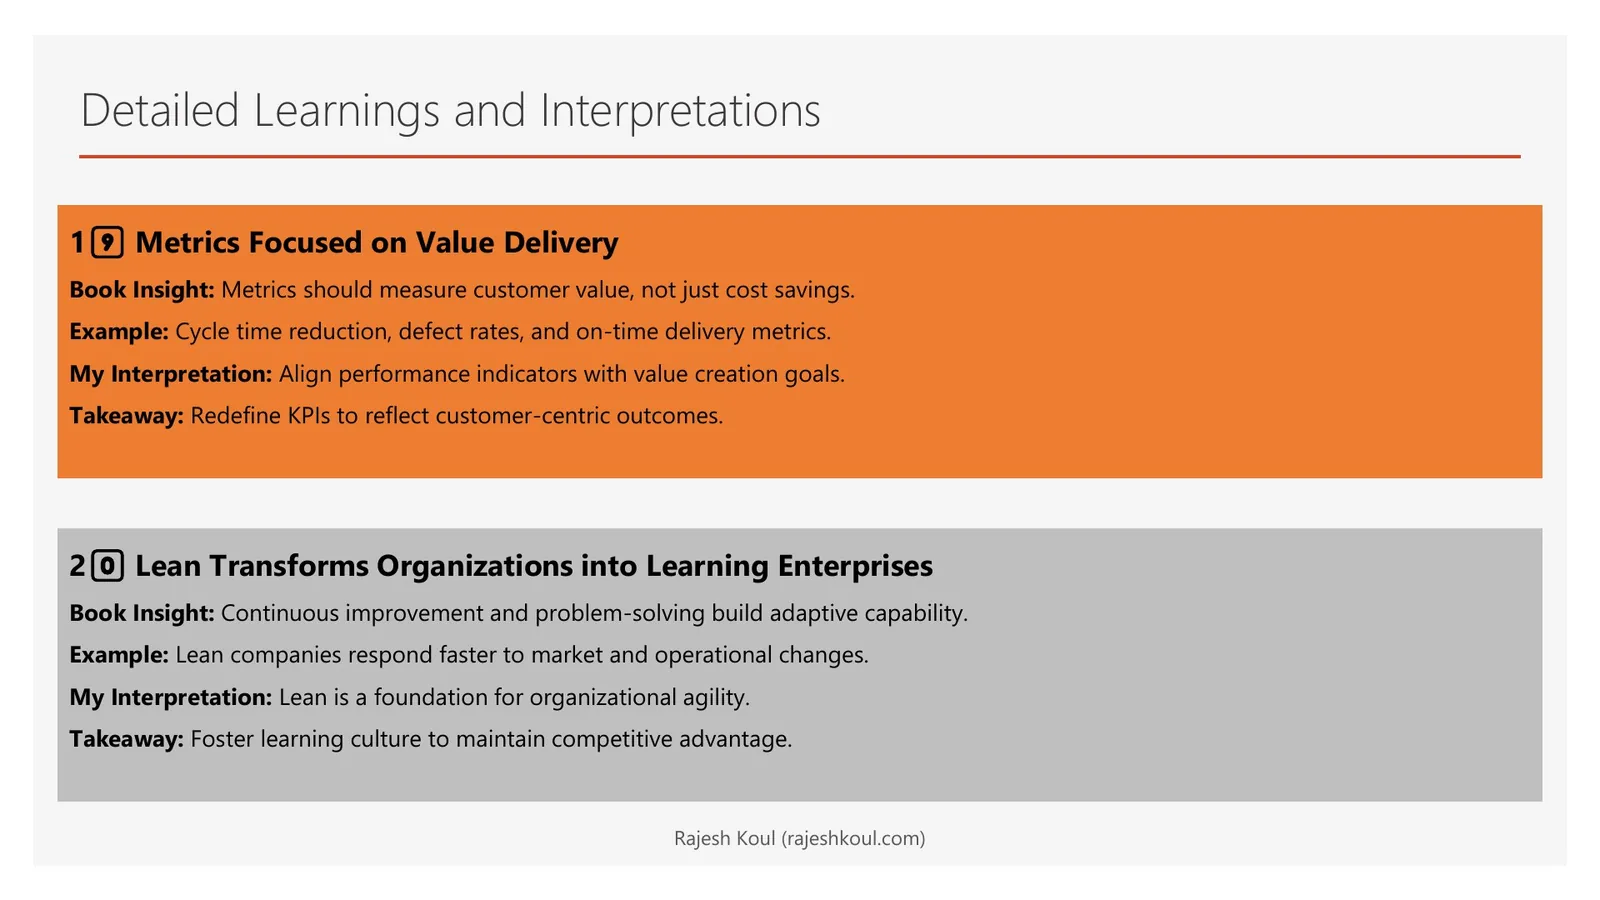 Detailed Learnings and Interpretations
19️⃣ Metrics Focused on Value Delivery
Book Insight: Metrics should measure customer value, not just cost savings.
Example: Cycle time reduction, defect rates, and on-time delivery metrics.
My Interpretation: Align performance indicators with value creation goals.
Takeaway: Redefine KPIs to reflect customer-centric outcomes.
20️⃣ Lean Transforms Organizations into Learning Enterprises
Book Insight: Continuous improvement and problem-solving build adaptive capability.
Example: Lean companies respond faster to market and operational changes.
My Interpretation: Lean is a foundation for organizational agility.
Takeaway: Foster learning culture to maintain competitive advantage.
Rajesh Koul (rajeshkoul.com)